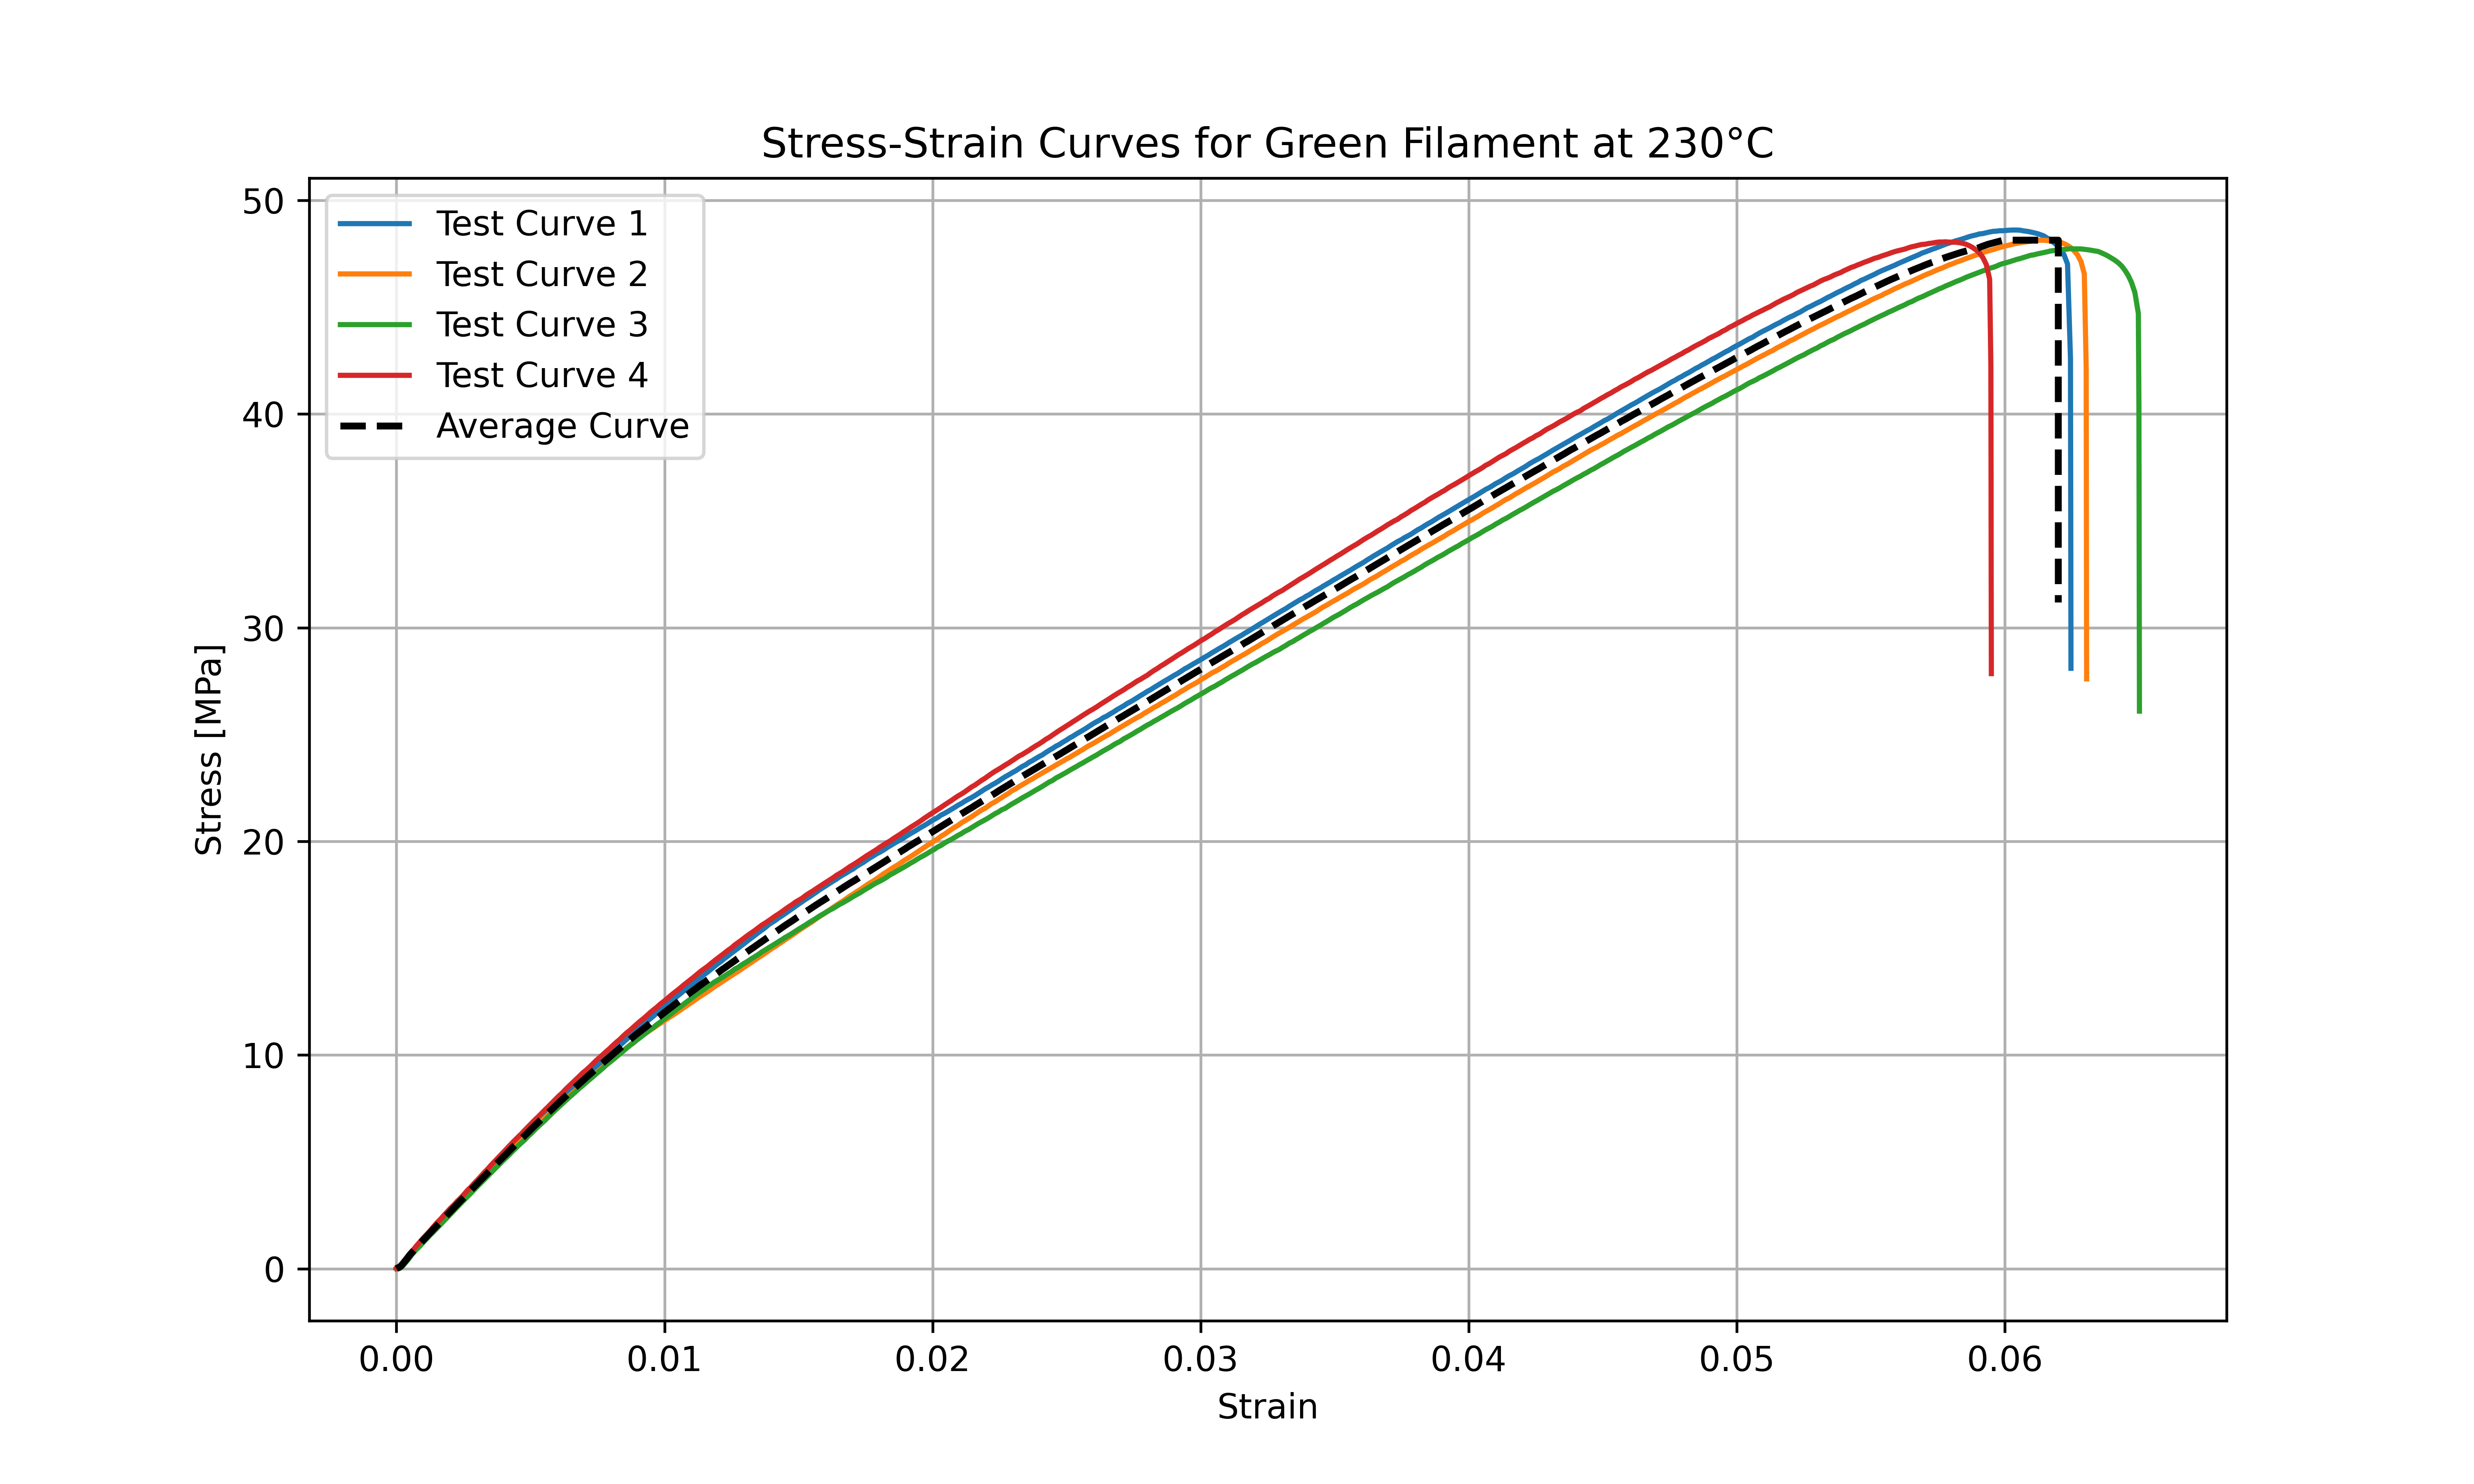 Stress-Strain Curves for Green Filament at 230°C
Test Curve 1
Test Curve 2
Test Curve 3
Test Curve 4
Average Curve
Stress [MPa]
50
40
30
20
10
0
0.00 0.01 0.02 0.03 0.04 0.05 0.06
Strain